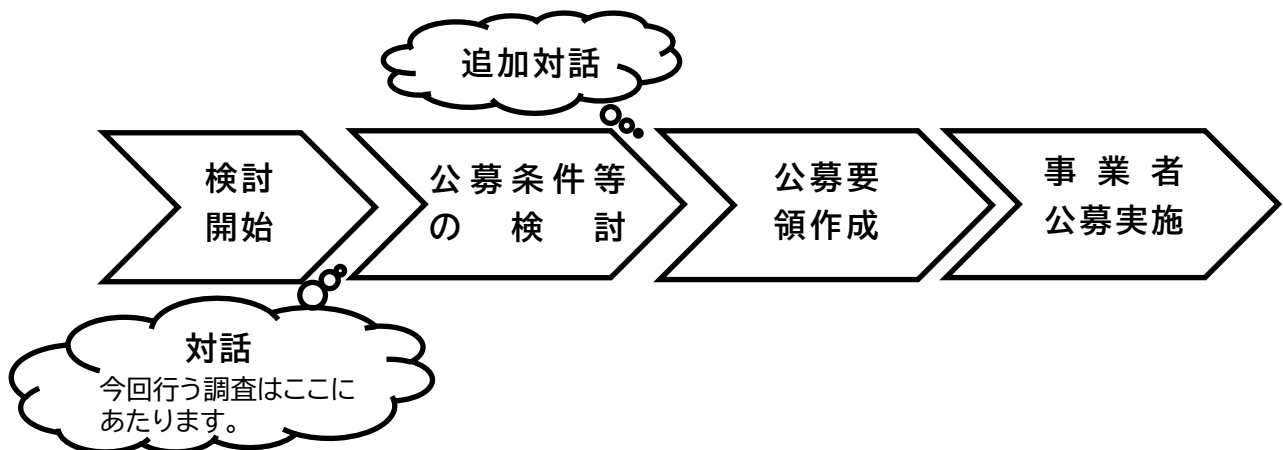 追加対話
検討
開始
公募条件等
の検討
公募要
領作成
事業者
公募実施
対話
今回行う調査はここに
あたります。